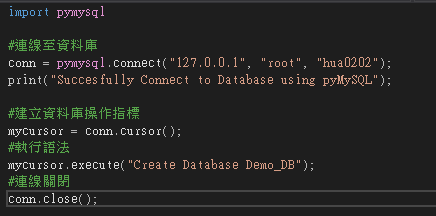 import pymysql
#連線至資料庫
Conn = pymysql.connect("127.0.0.1", "root", "hua0202");
print("Succesfully Connect to Database using pyMySQL");
#建立資料庫操作指標
myCursor = Conn.cursor();
#執行語法
myCursor.execute("Create Database Demo_DB");
#連線關閉
Conn.close();